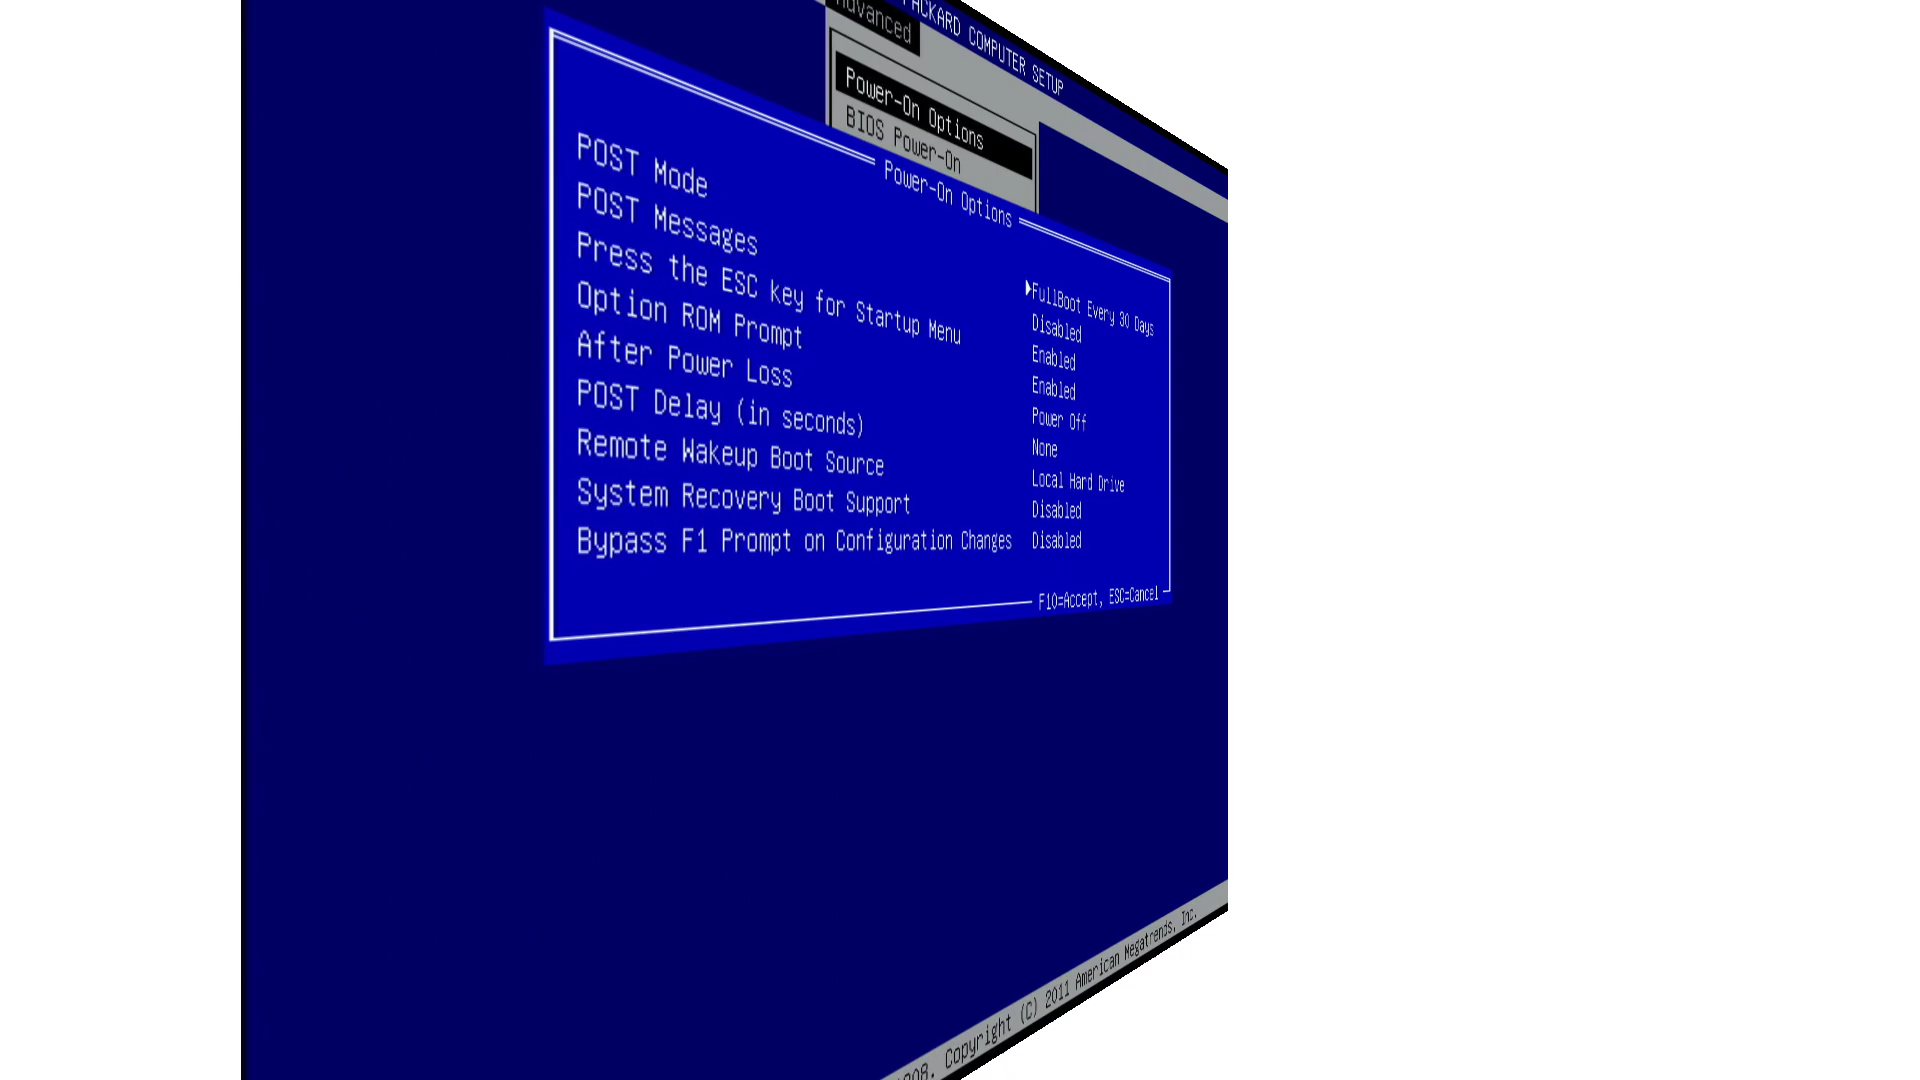 COMPUTER SETUP
Advanced
Power-On Options
BIOS Power-On
Power-On Options
POST Mode ►FullBoot Every 30 Days
POST Messages Disabled
Press the ESC key for Startup Menu Enabled
Option ROM Prompt Enabled
After Power Loss Power Off
POST Delay (in seconds) None
Remote Wakeup Boot Source Local Hard Drive
System Recovery Boot Support Disabled
Bypass F1 Prompt on Configuration Changes Disabled
F10=Accept, ESC=Cancel
Copyright (C) 2011 American Megatrends, Inc.